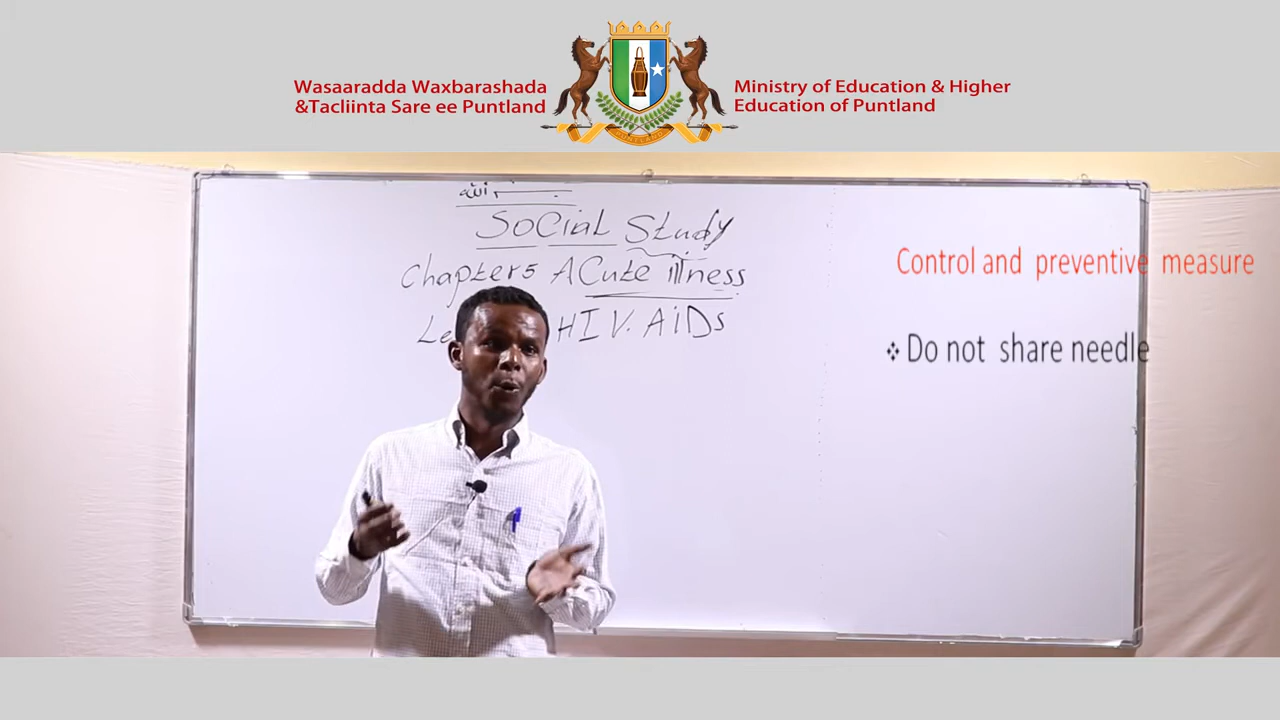 Wasaaradda Waxbarashada
&Tacliinta Sare ee Puntland
Ministry of Education & Higher
Education of Puntland
Social Study
Chapter 5 ACute illness
Le HIV.AiDs
Control and preventive measure
❖ Do not share needle